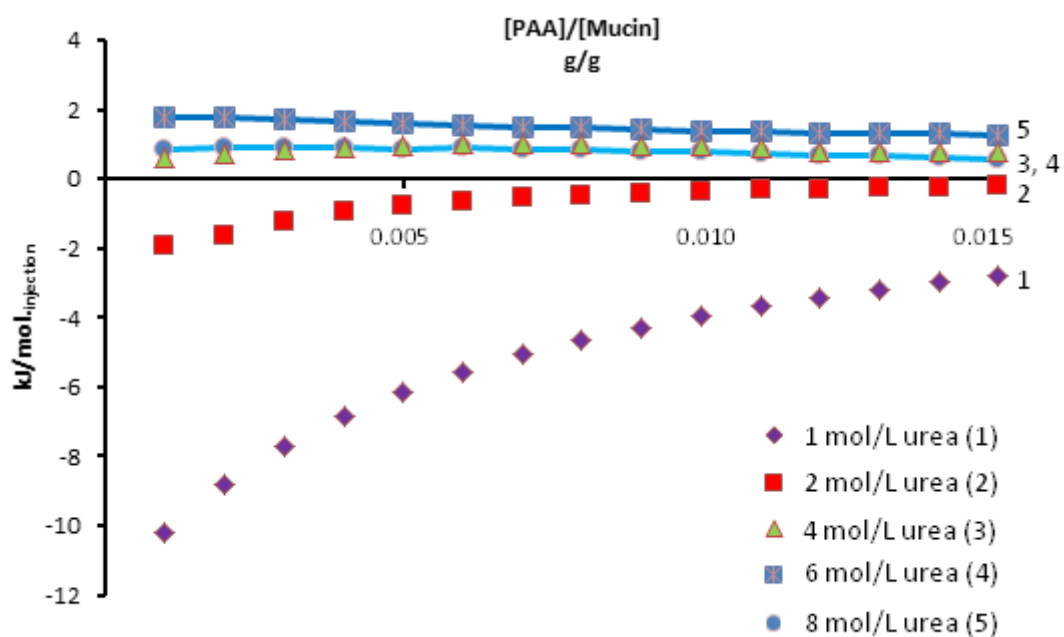 [PAA]/[Mucin]
g/g
4
2
0
-2
-4
-6
-8
-10
-12
kJ/mol.injection
0.005
0.010
0.015
5
3, 4
2
1
1 mol/L urea (1)
2 mol/L urea (2)
4 mol/L urea (3)
6 mol/L urea (4)
8 mol/L urea (5)